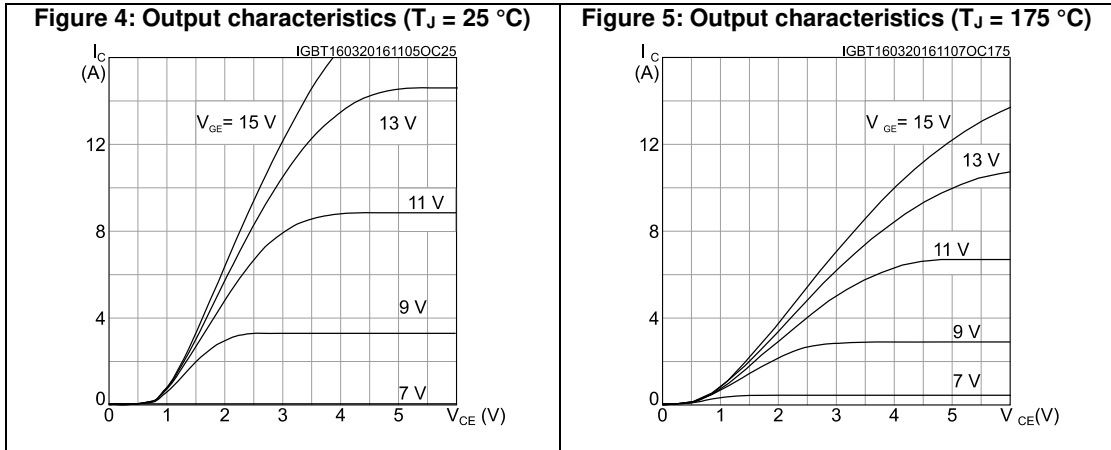 Figure 4: Output characteristics (TJ = 25 °C)
IC
(A)
IGBT160320161105OC25
VGE= 15 V
13 V
12
11 V
8
9 V
4
7 V
0
0 1 2 3 4 5 VCE (V)
Figure 5: Output characteristics (TJ = 175 °C)
IC
(A)
IGBT160320161107OC175
VGE= 15 V
12
13 V
11 V
8
9 V
4
7 V
0
0 1 2 3 4 5 VCE(V)